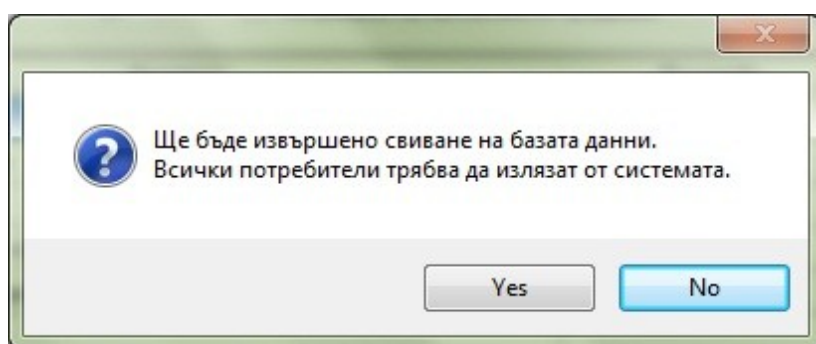 Ще бъде извършено свиване на базата данни.
Всички потребители трябва да излязат от системата.
Yes
No